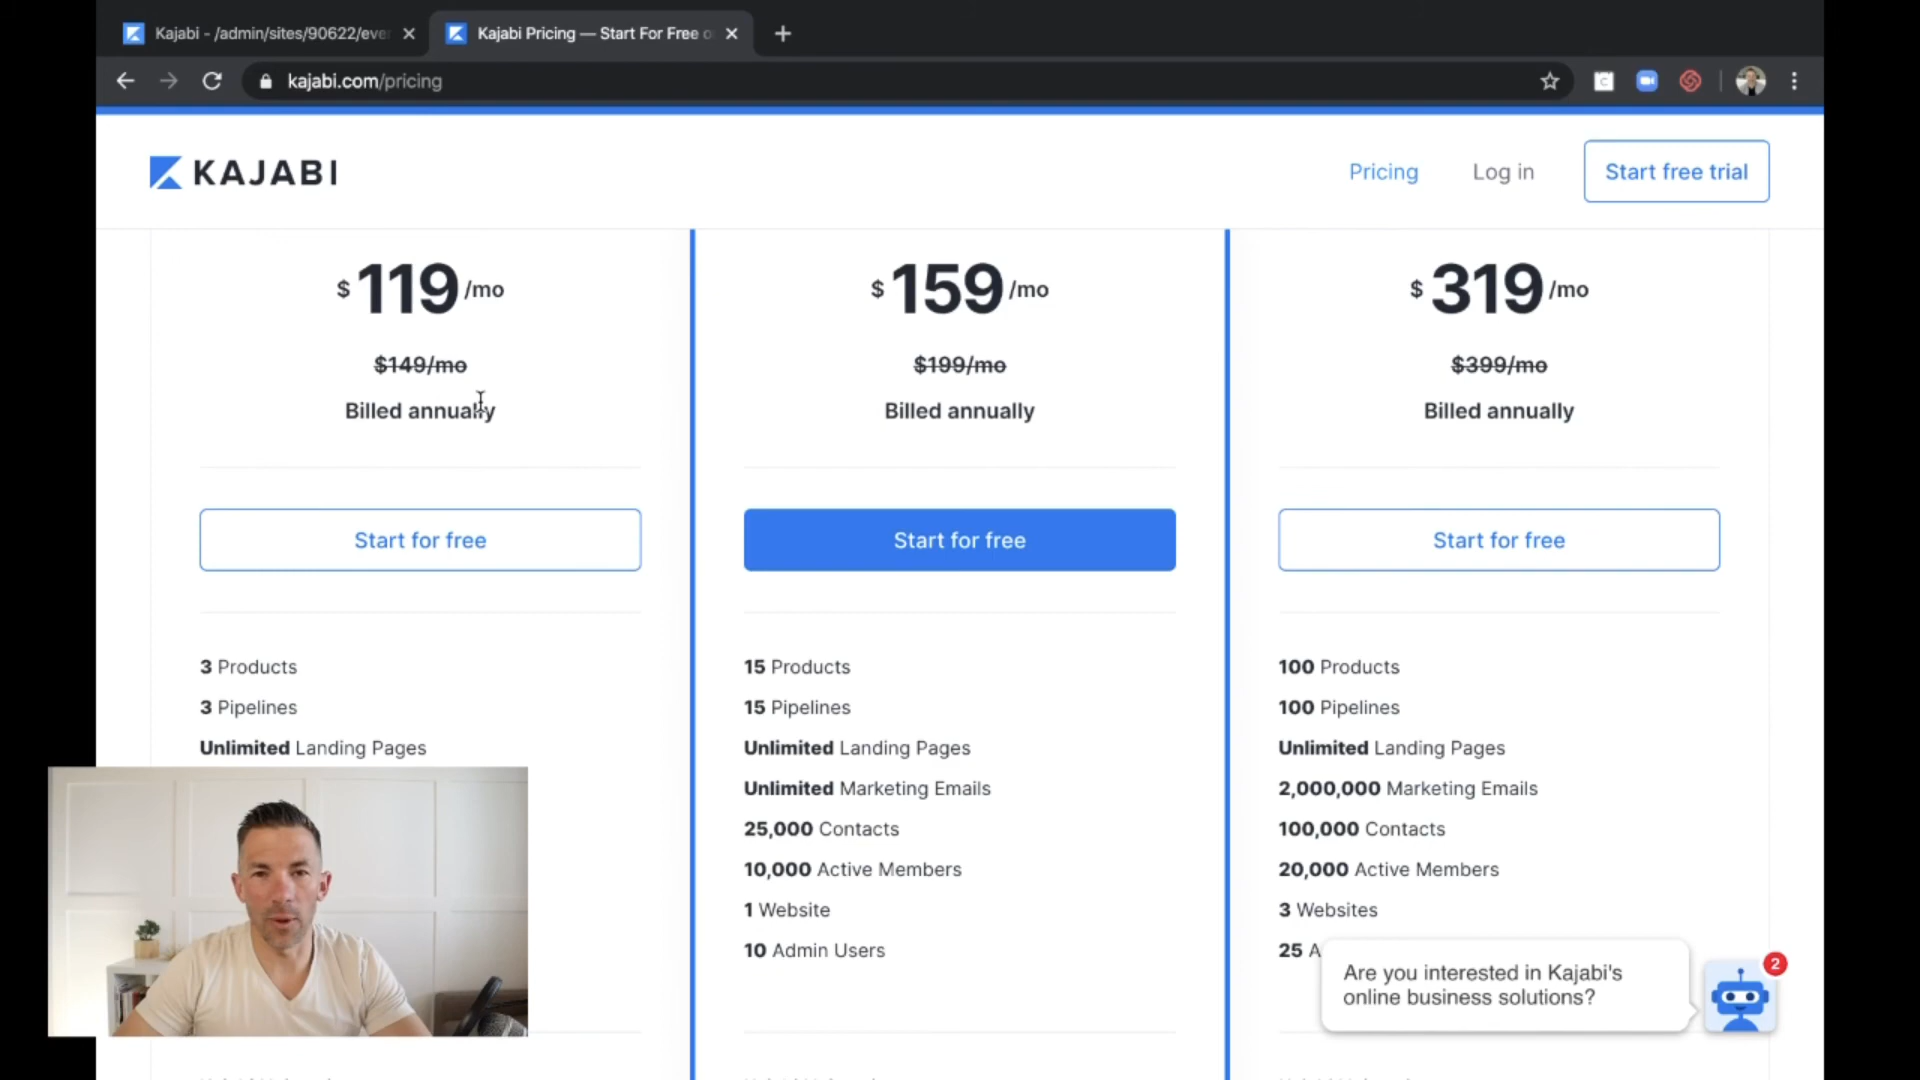 Kajabi - /admin/sites/90622/eve
Kajabi Pricing — Start For Free o
kajabi.com/pricing
KAJABI
Pricing
Log in
Start free trial
$119/mo
$149/mo
Billed annually
Start for free
3 Products
3 Pipelines
Unlimited Landing Pages
$159/mo
$199/mo
Billed annually
Start for free
15 Products
15 Pipelines
Unlimited Landing Pages
Unlimited Marketing Emails
25,000 Contacts
10,000 Active Members
1 Website
10 Admin Users
$319/mo
$399/mo
Billed annually
Start for free
100 Products
100 Pipelines
Unlimited Landing Pages
2,000,000 Marketing Emails
100,000 Contacts
20,000 Active Members
3 Websites
25 A
Are you interested in Kajabi's
online business solutions?
2